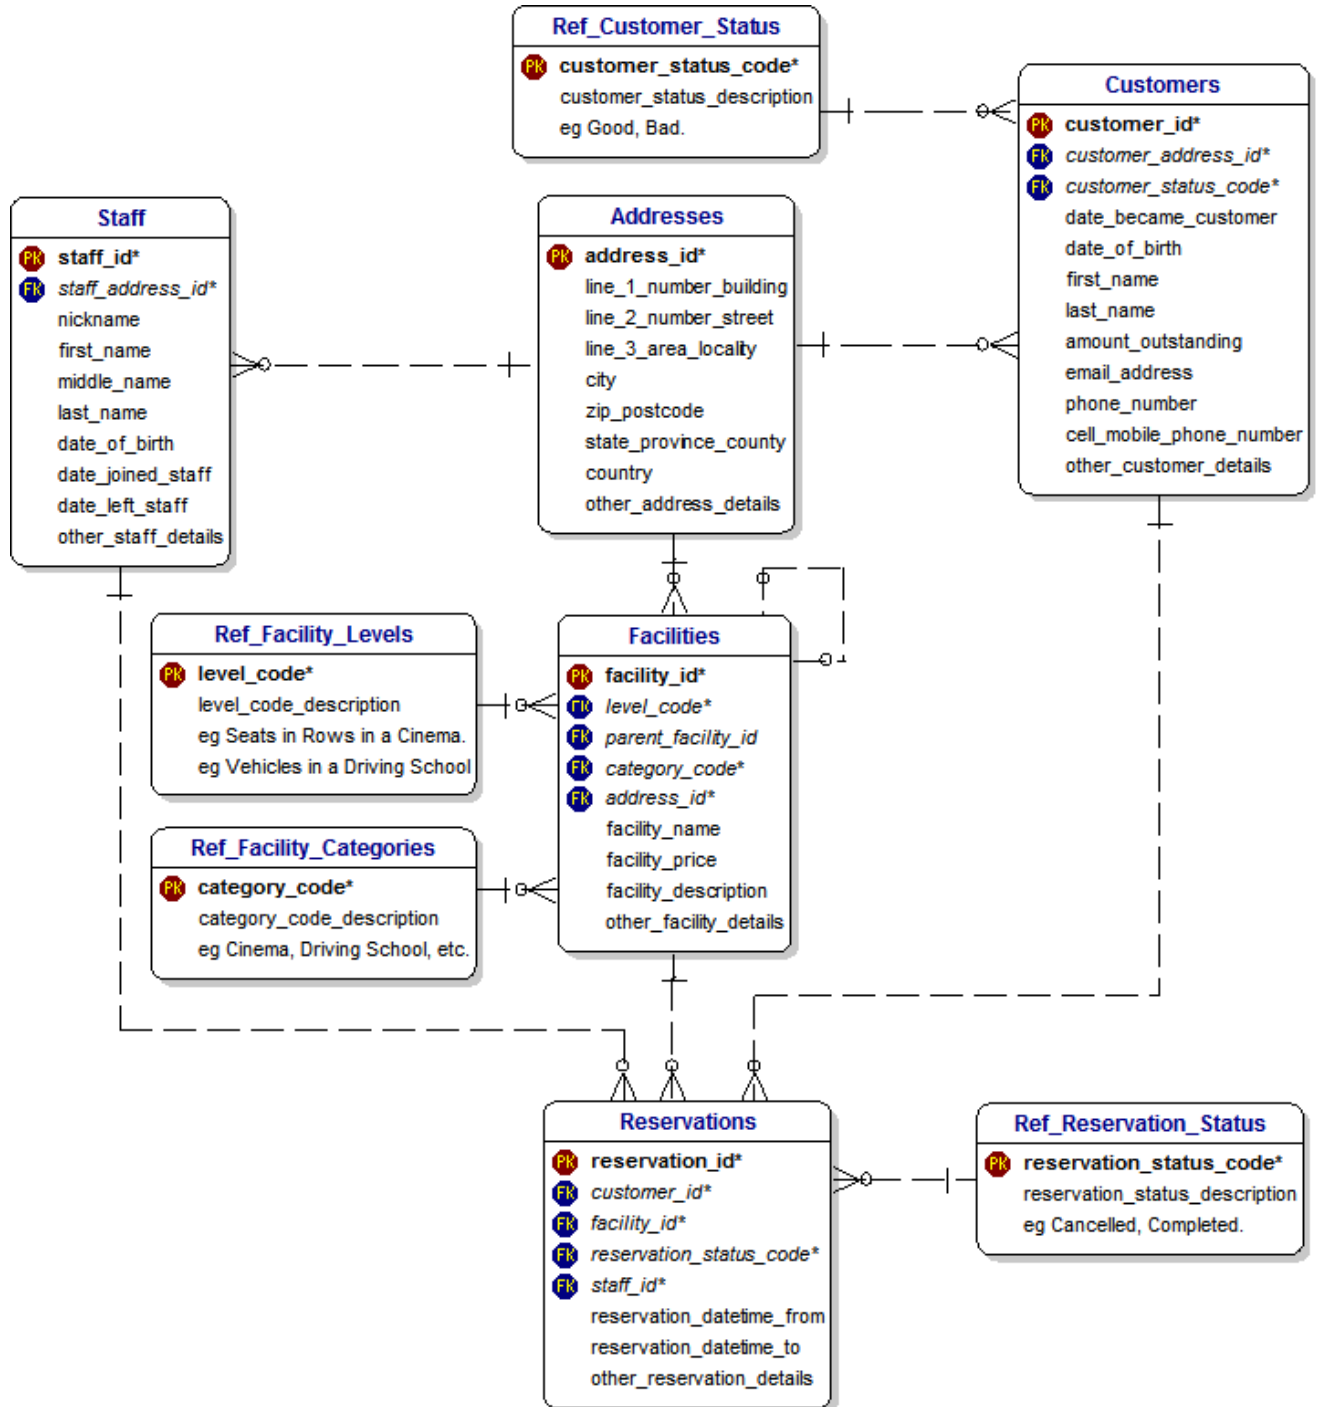 Ref_Customer_Status
PK customer_status_code*
customer_status_description
eg Good, Bad.
Customers
PK customer_id*
FK customer_address_id*
FK customer_status_code*
date_became_customer
date_of_birth
first_name
last_name
amount_outstanding
email_address
phone_number
cell_mobile_phone_number
other_customer_details
Staff
PK staff_id*
FK staff_address_id*
nickname
first_name
middle_name
last_name
date_of_birth
date_joined_staff
date_left_staff
other_staff_details
Addresses
PK address_id*
line_1_number_building
line_2_number_street
line_3_area_locality
city
zip_postcode
state_province_county
country
other_address_details
Ref_Facility_Levels
PK level_code*
level_code_description
eg Seats in Rows in a Cinema.
eg Vehicles in a Driving School
Facilities
PK facility_id*
FK level_code*
FK parent_facility_id
FK category_code*
FK address_id*
facility_name
facility_price
facility_description
other_facility_details
Ref_Facility_Categories
PK category_code*
category_code_description
eg Cinema, Driving School, etc.
Reservations
PK reservation_id*
FK customer_id*
FK facility_id*
FK reservation_status_code*
FK staff_id*
reservation_datetime_from
reservation_datetime_to
other_reservation_details
Ref_Reservation_Status
PK reservation_status_code*
reservation_status_description
eg Cancelled, Completed.